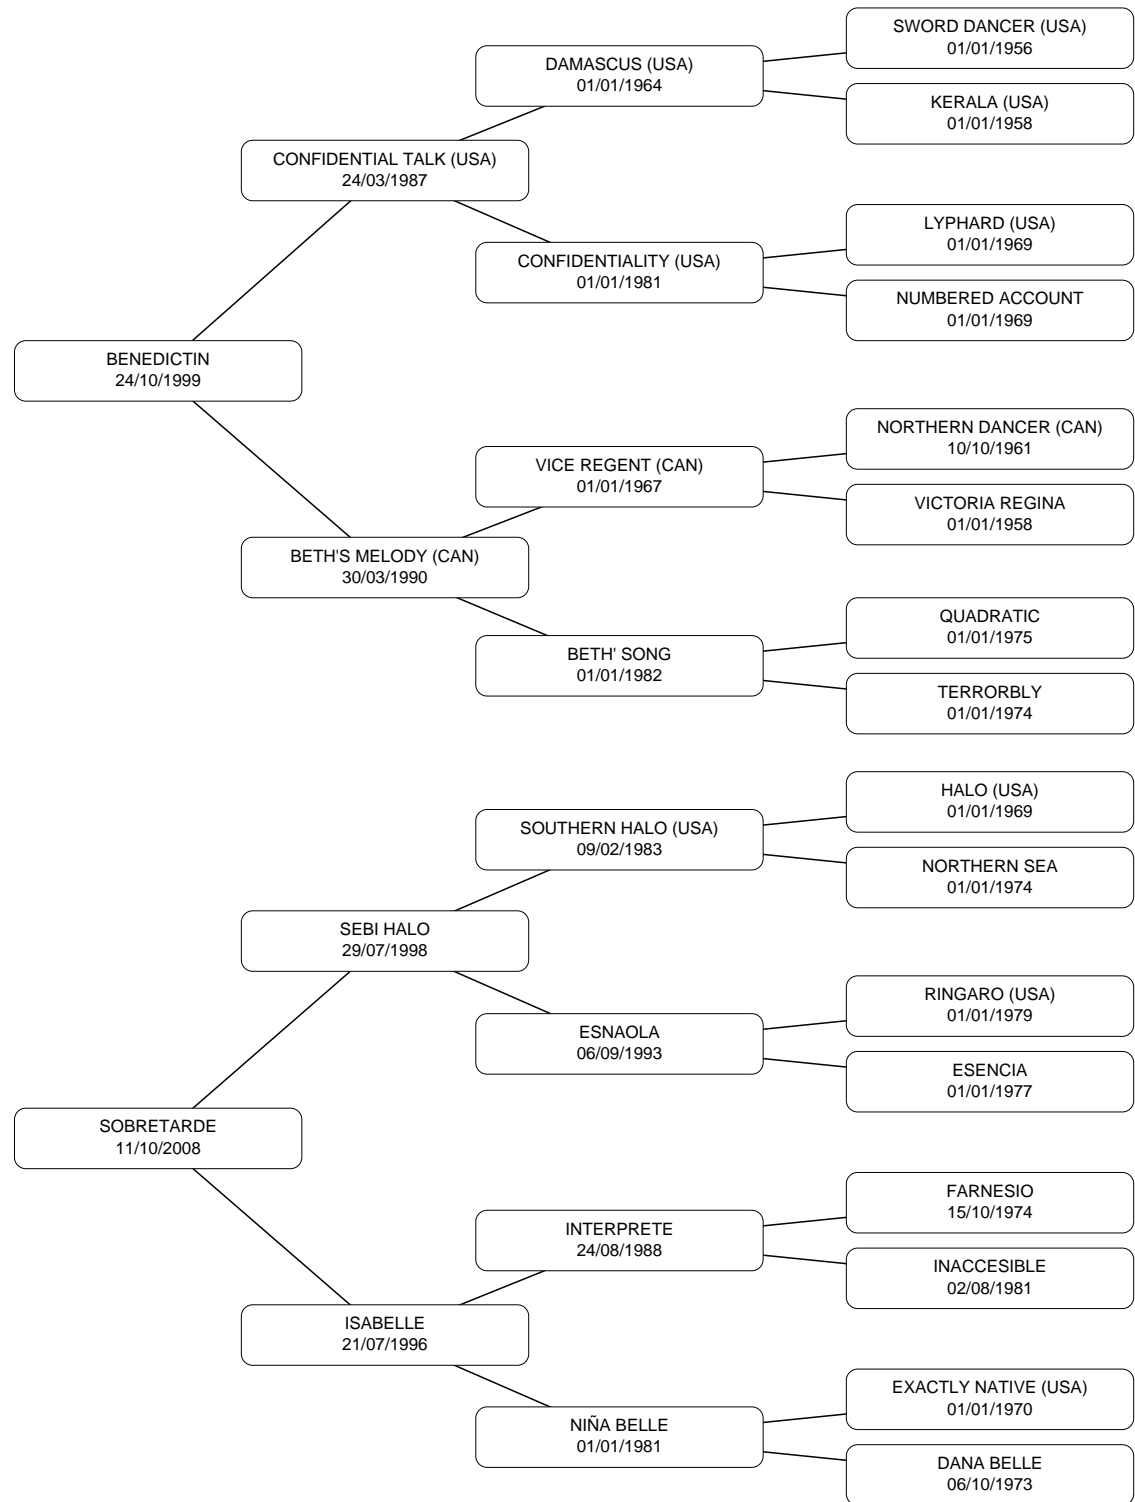 SWORD DANCER (USA)
01/01/1956
DAMASCUS (USA)
01/01/1964
KERALA (USA)
01/01/1958
CONFIDENTIAL TALK (USA)
24/03/1987
LYPHARD (USA)
01/01/1969
CONFIDENTIALITY (USA)
01/01/1981
NUMBERED ACCOUNT
01/01/1969
BENEDICTIN
24/10/1999
NORTHERN DANCER (CAN)
10/10/1961
VICE REGENT (CAN)
01/01/1967
VICTORIA REGINA
01/01/1958
BETH'S MELODY (CAN)
30/03/1990
QUADRATIC
01/01/1975
BETH' SONG
01/01/1982
TERRORBLY
01/01/1974
HALO (USA)
01/01/1969
SOUTHERN HALO (USA)
09/02/1983
NORTHERN SEA
01/01/1974
SEBI HALO
29/07/1998
RINGARO (USA)
01/01/1979
ESNAOLA
06/09/1993
ESENCIA
01/01/1977
SOBRETARDE
11/10/2008
FARNESIO
15/10/1974
INTERPRETE
24/08/1988
INACCESIBLE
02/08/1981
ISABELLE
21/07/1996
EXACTLY NATIVE (USA)
01/01/1970
NIÑA BELLE
01/01/1981
DANA BELLE
06/10/1973